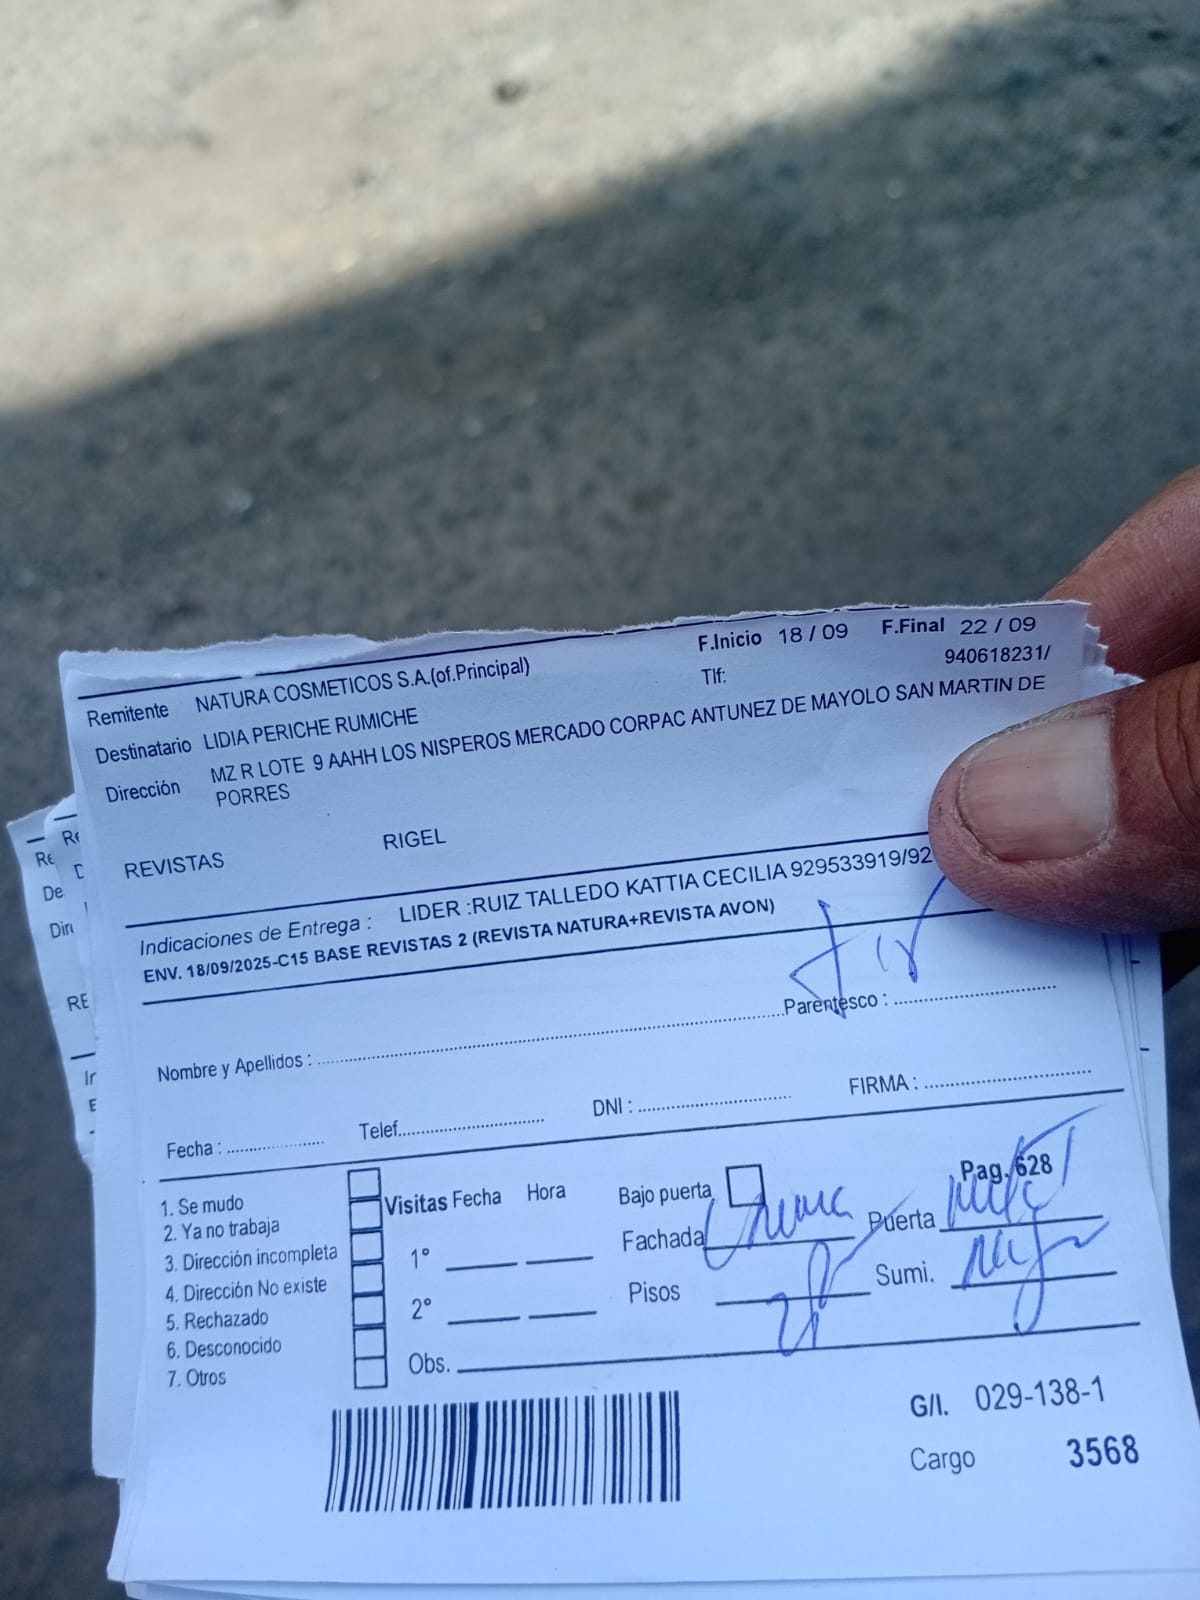 Remitente NATURA COSMETICOS S.A.(of.Principal) F.Inicio 18 / 09 F.Final 22 / 09
Destinatario LIDIA PERICHE RUMICHE Tlf: 940618231/
Dirección MZ R LOTE 9 AAHH LOS NISPEROS MERCADO CORPAC ANTUNEZ DE MAYOLO SAN MARTIN DE
PORRES
REVISTAS RIGEL
Indicaciones de Entrega : LIDER :RUIZ TALLEDO KATTIA CECILIA 929533919/92
ENV. 18/09/2025-C15 BASE REVISTAS 2 (REVISTA NATURA+REVISTA AVON)
Nombre y Apellidos : Parentesco :
Fecha : Telef. DNI : FIRMA :
1. Se mudo
2. Ya no trabaja
3. Dirección incompleta
4. Dirección No existe
5. Rechazado
6. Desconocido
7. Otros
Visitas Fecha Hora
1°
2°
Obs.
Bajo puerta Pag. 628
Fachada Puerta
Pisos Sumi.
G/I. 029-138-1
Cargo 3568
Re
De
Re
D
RE